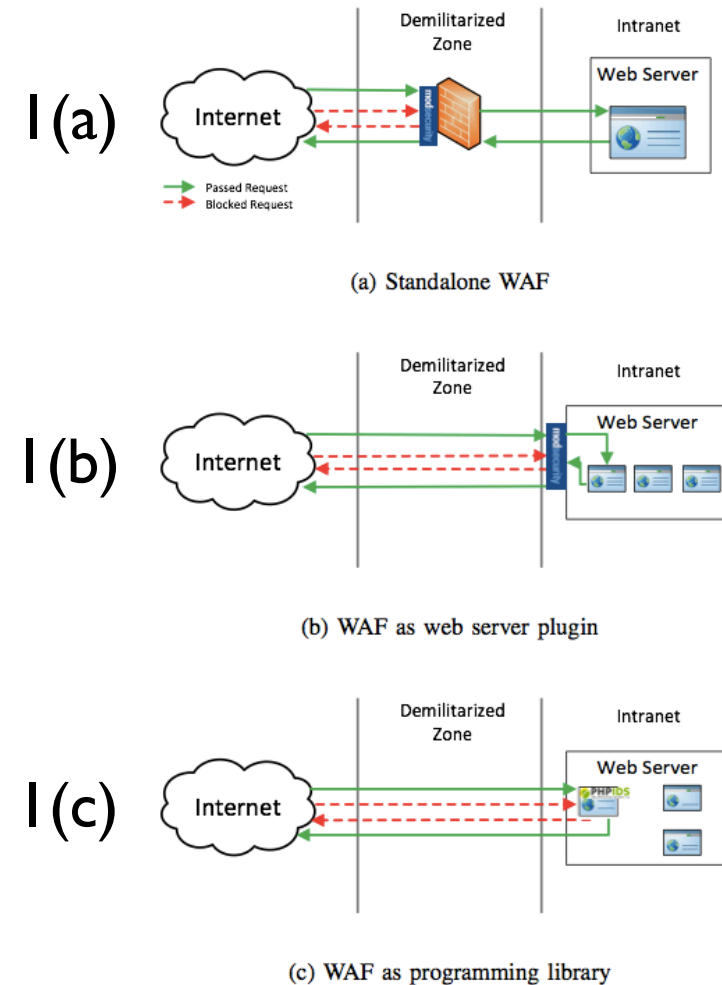 Demilitarized
Zone
Intranet
Web Server
1(a)
Internet
modsecurity
Passed Request
Blocked Request
(a) Standalone WAF
Demilitarized
Zone
Intranet
Web Server
1(b)
Internet
modsecurity
(b) WAF as web server plugin
Demilitarized
Zone
Intranet
Web Server
PHPIDS
1(c)
Internet
(c) WAF as programming library